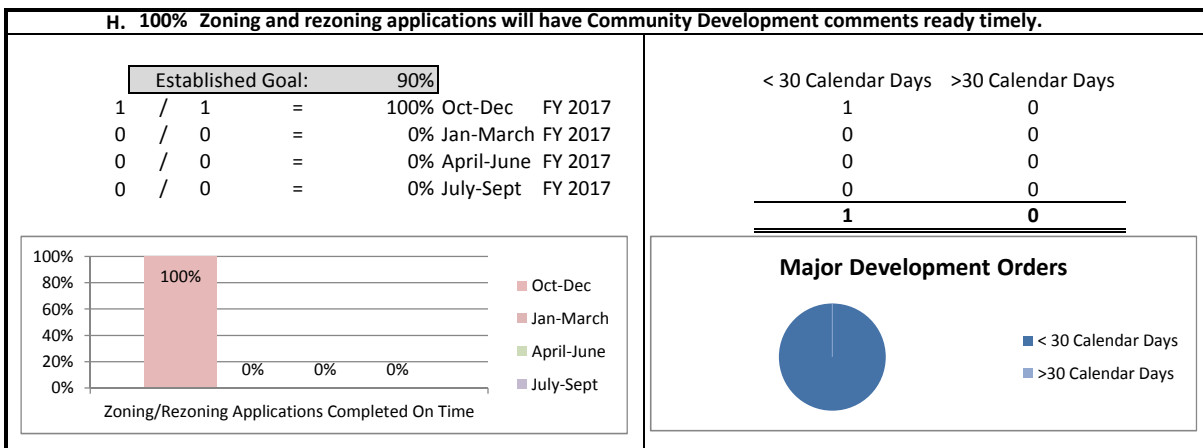 H. 100% Zoning and rezoning applications will have Community Development comments ready timely.
Established Goal: 90%
1 / 1 = 100% Oct-Dec FY 2017
0 / 0 = 0% Jan-March FY 2017
0 / 0 = 0% April-June FY 2017
0 / 0 = 0% July-Sept FY 2017
< 30 Calendar Days >30 Calendar Days
1 0
0 0
0 0
0 0
1 0
100%
80%
60%
40%
20%
0%
100%
0% 0% 0%
Zoning/Rezoning Applications Completed On Time
Oct-Dec
Jan-March
April-June
July-Sept
Major Development Orders
< 30 Calendar Days
>30 Calendar Days